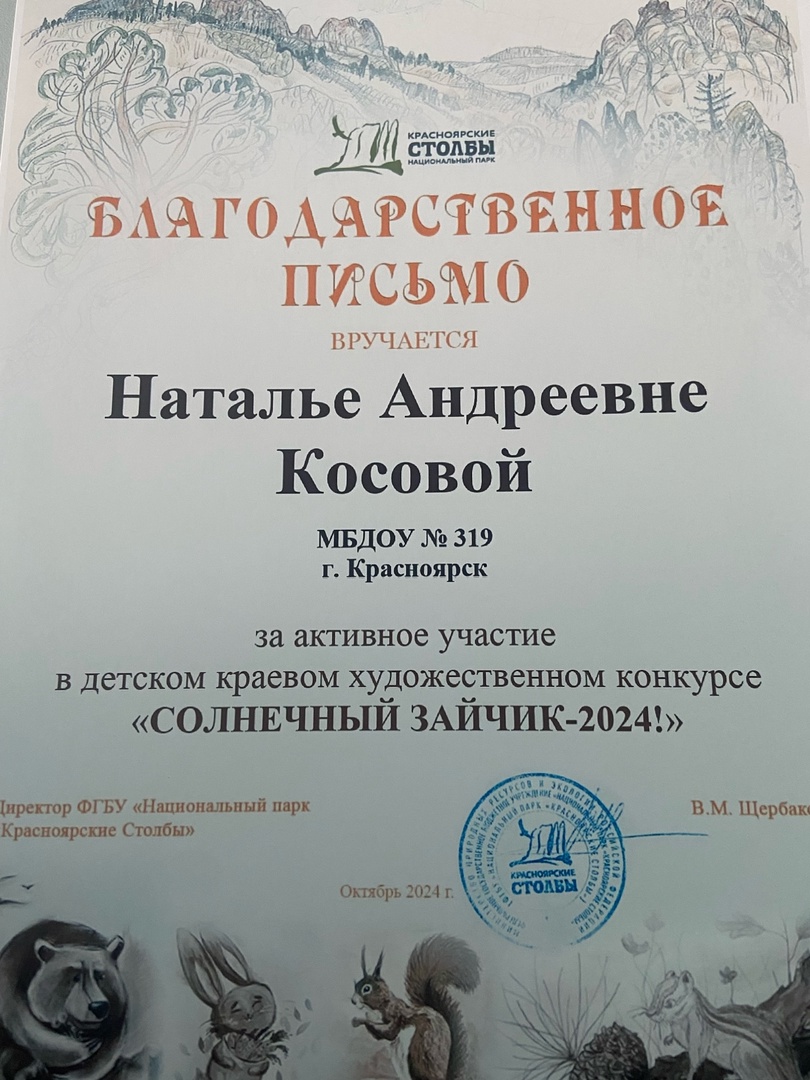 КРАСНОЯРСКИЕ
СТОЛБЫ
НАЦИОНАЛЬНЫЙ ПАРК
БЛАГОДАРСТВЕННОЕ
ПИСЬМО
ВРУЧАЕТСЯ
Наталье Андреевне
Косовой
МБДОУ № 319
г. Красноярск
за активное участие
в детском краевом художественном конкурсе
«СОЛНЕЧНЫЙ ЗАЙЧИК-2024!»
Директор ФГБУ «Национальный парк
Красноярские Столбы»
В.М. Щербако
КРАСНОЯРСКИЕ
СТОЛБЫ
Октябрь 2024 г.